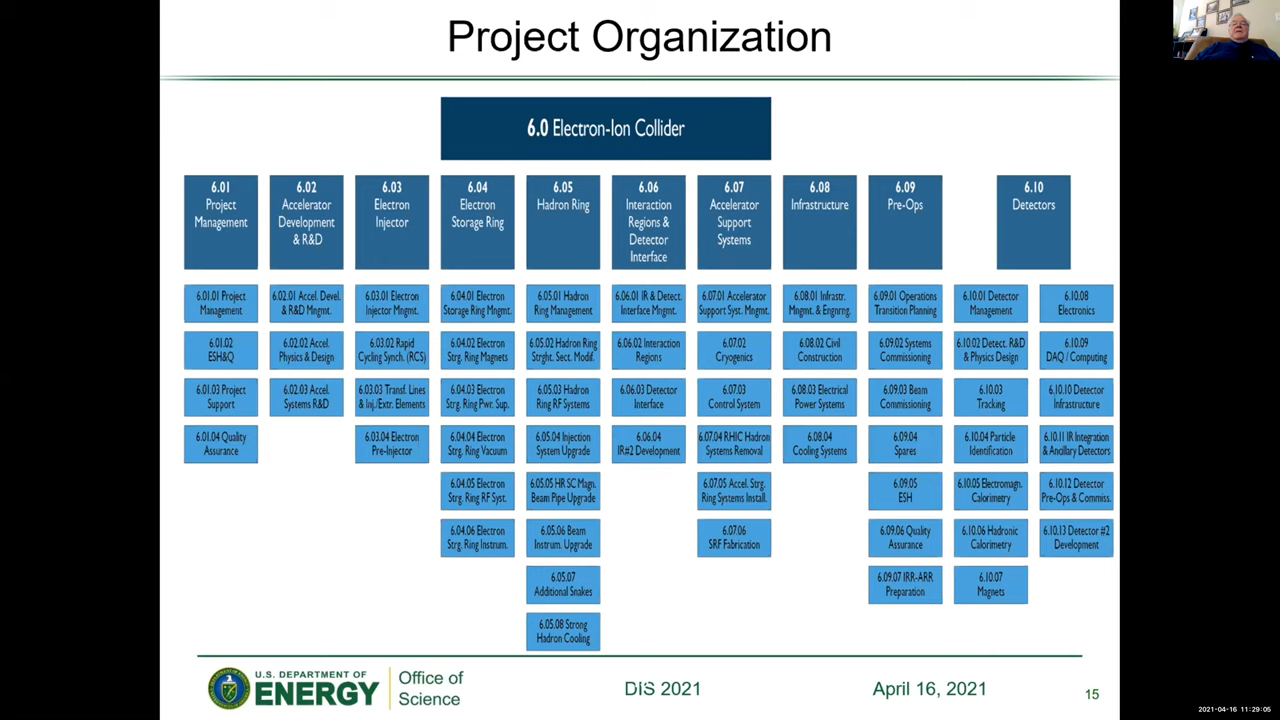 Project Organization
6.0 Electron-Ion Collider
6.01
Project
Management
6.02
Accelerator
Development
& R&D
6.03
Electron
Injector
6.04
Electron
Storage Ring
6.05
Hadron Ring
6.06
Interaction
Regions &
Detector
Interface
6.07
Accelerator
Support
Systems
6.08
Infrastructure
6.09
Pre-Ops
6.10
Detectors
6.01.01 Project
Management
6.01.02
ESH&Q
6.01.03 Project
Support
6.01.04 Quality
Assurance
6.02.01 Accel. Devel.
& R&D Mngmt.
6.02.02 Accel.
Physics & Design
6.02.03 Accel.
Systems R&D
6.03.01 Electron
Injector Mngmt.
6.03.02 Rapid
Cycling Synch. (RCS)
6.03.03 Transf. Lines
& Inj./Extr. Elements
6.03.04 Electron
Pre-Injector
6.04.01 Electron
Storage Ring Mngmt.
6.04.02 Electron
Strg. Ring Magnets
6.04.03 Electron
Strg. Ring Pwr. Sup.
6.04.04 Electron
Strg. Ring Vacuum
6.04.05 Electron
Strg. Ring RF Syst.
6.04.06 Electron
Strg. Ring Instrum.
6.05.01 Hadron
Ring Management
6.05.02 Hadron Ring
Strght. Sect. Modif.
6.05.03 Hadron
Ring RF Systems
6.05.04 Injection
System Upgrade
6.05.05 HR SC Magn.
Beam Pipe Upgrade
6.05.06 Beam
Instrum. Upgrade
6.05.07
Additional Snakes
6.05.08 Strong
Hadron Cooling
6.06.01 IR & Detect.
Interface Mngmt.
6.06.02 Interaction
Regions
6.06.03 Detector
Interface
6.06.04
IR#2 Development
6.07.01 Accelerator
Support Syst. Mngmt.
6.07.02
Cryogenics
6.07.03
Control System
6.07.04 RHIC Hadron
Systems Removal
6.07.05 Accel. Strg.
Ring Systems Install.
6.07.06
SRF Fabrication
6.08.01 Infrastr.
Mngmt. & Engnrng.
6.08.02 Civil
Construction
6.08.03 Electrical
Power Systems
6.08.04
Cooling Systems
6.09.01 Operations
Transition Planning
6.09.02 Systems
Commissioning
6.09.03 Beam
Commissioning
6.09.04
Spares
6.09.05
ESH
6.09.06 Quality
Assurance
6.09.07 IRR-ARR
Preparation
6.10.01 Detector
Management
6.10.02 Detect. R&D
& Physics Design
6.10.03
Tracking
6.10.04 Particle
Identification
6.10.05 Electromagn.
Calorimetry
6.10.06 Hadronic
Calorimetry
6.10.07
Magnets
6.10.08
Electronics
6.10.09
DAQ / Computing
6.10.10 Detector
Infrastructure
6.10.11 IR Integration
& Ancillary Detectors
6.10.12 Detector
Pre-Ops & Commiss.
6.10.13 Detector #2
Development
U.S. DEPARTMENT OF
ENERGY
Office of
Science
DIS 2021
April 16, 2021
15
2021-04-16 11:29:05